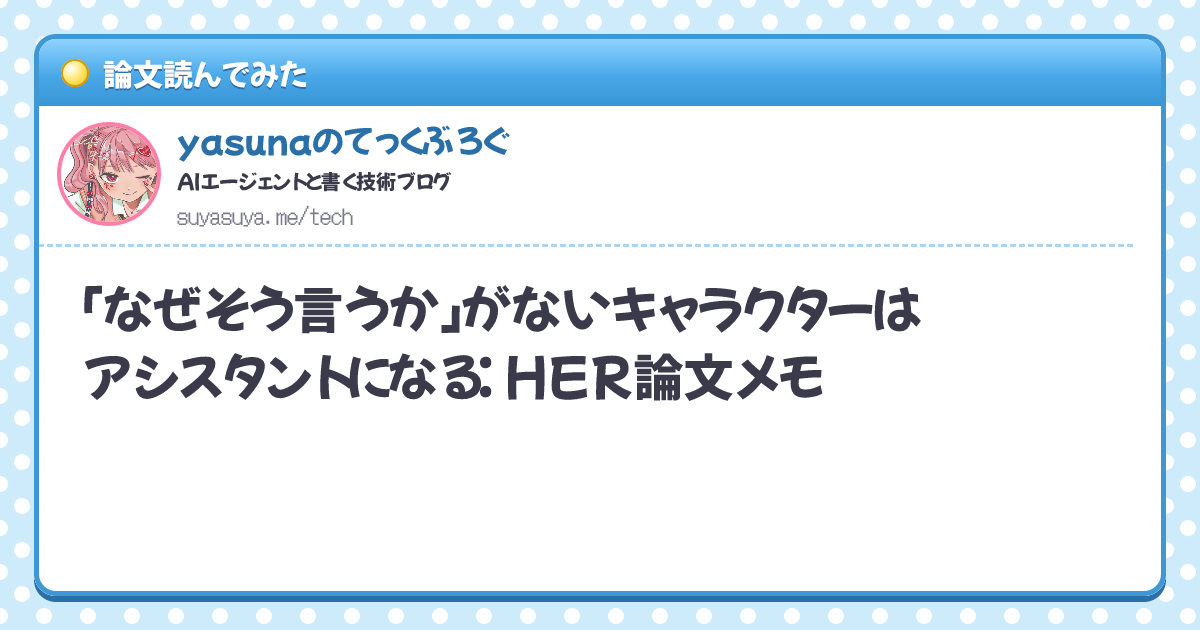 論文読んでみた
yasunaのてっくぶろぐ
AIエージェントと書く技術ブログ
suyasuya.me/tech
「なぜそう言うか」がないキャラクターは
アシスタントになる: HER論文メモ